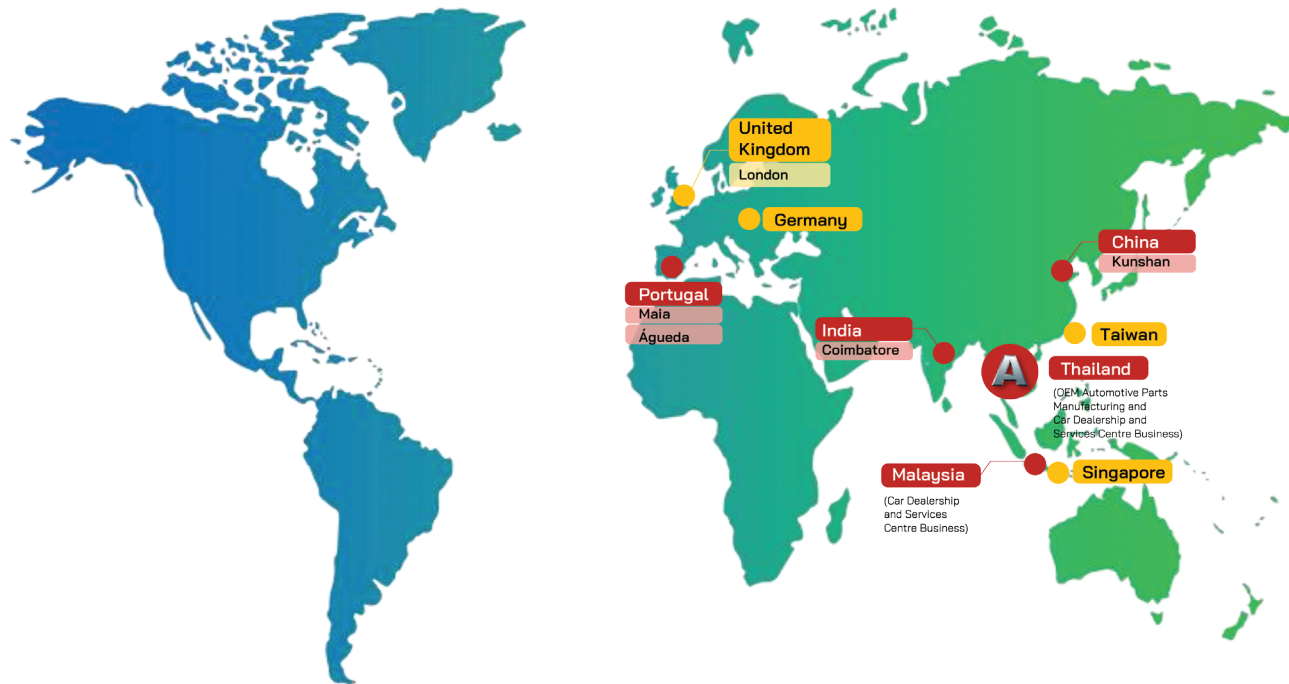 United
Kingdom
London
Germany
China
Kunshan
Portugal
Maia
Águeda
India
Coimbatore
Taiwan
A
Thailand
(OEM Automotive Parts
Manufacturing and
Car Dealership and
Services Centre Business)
Malaysia
(Car Dealership
and Services
Centre Business)
Singapore